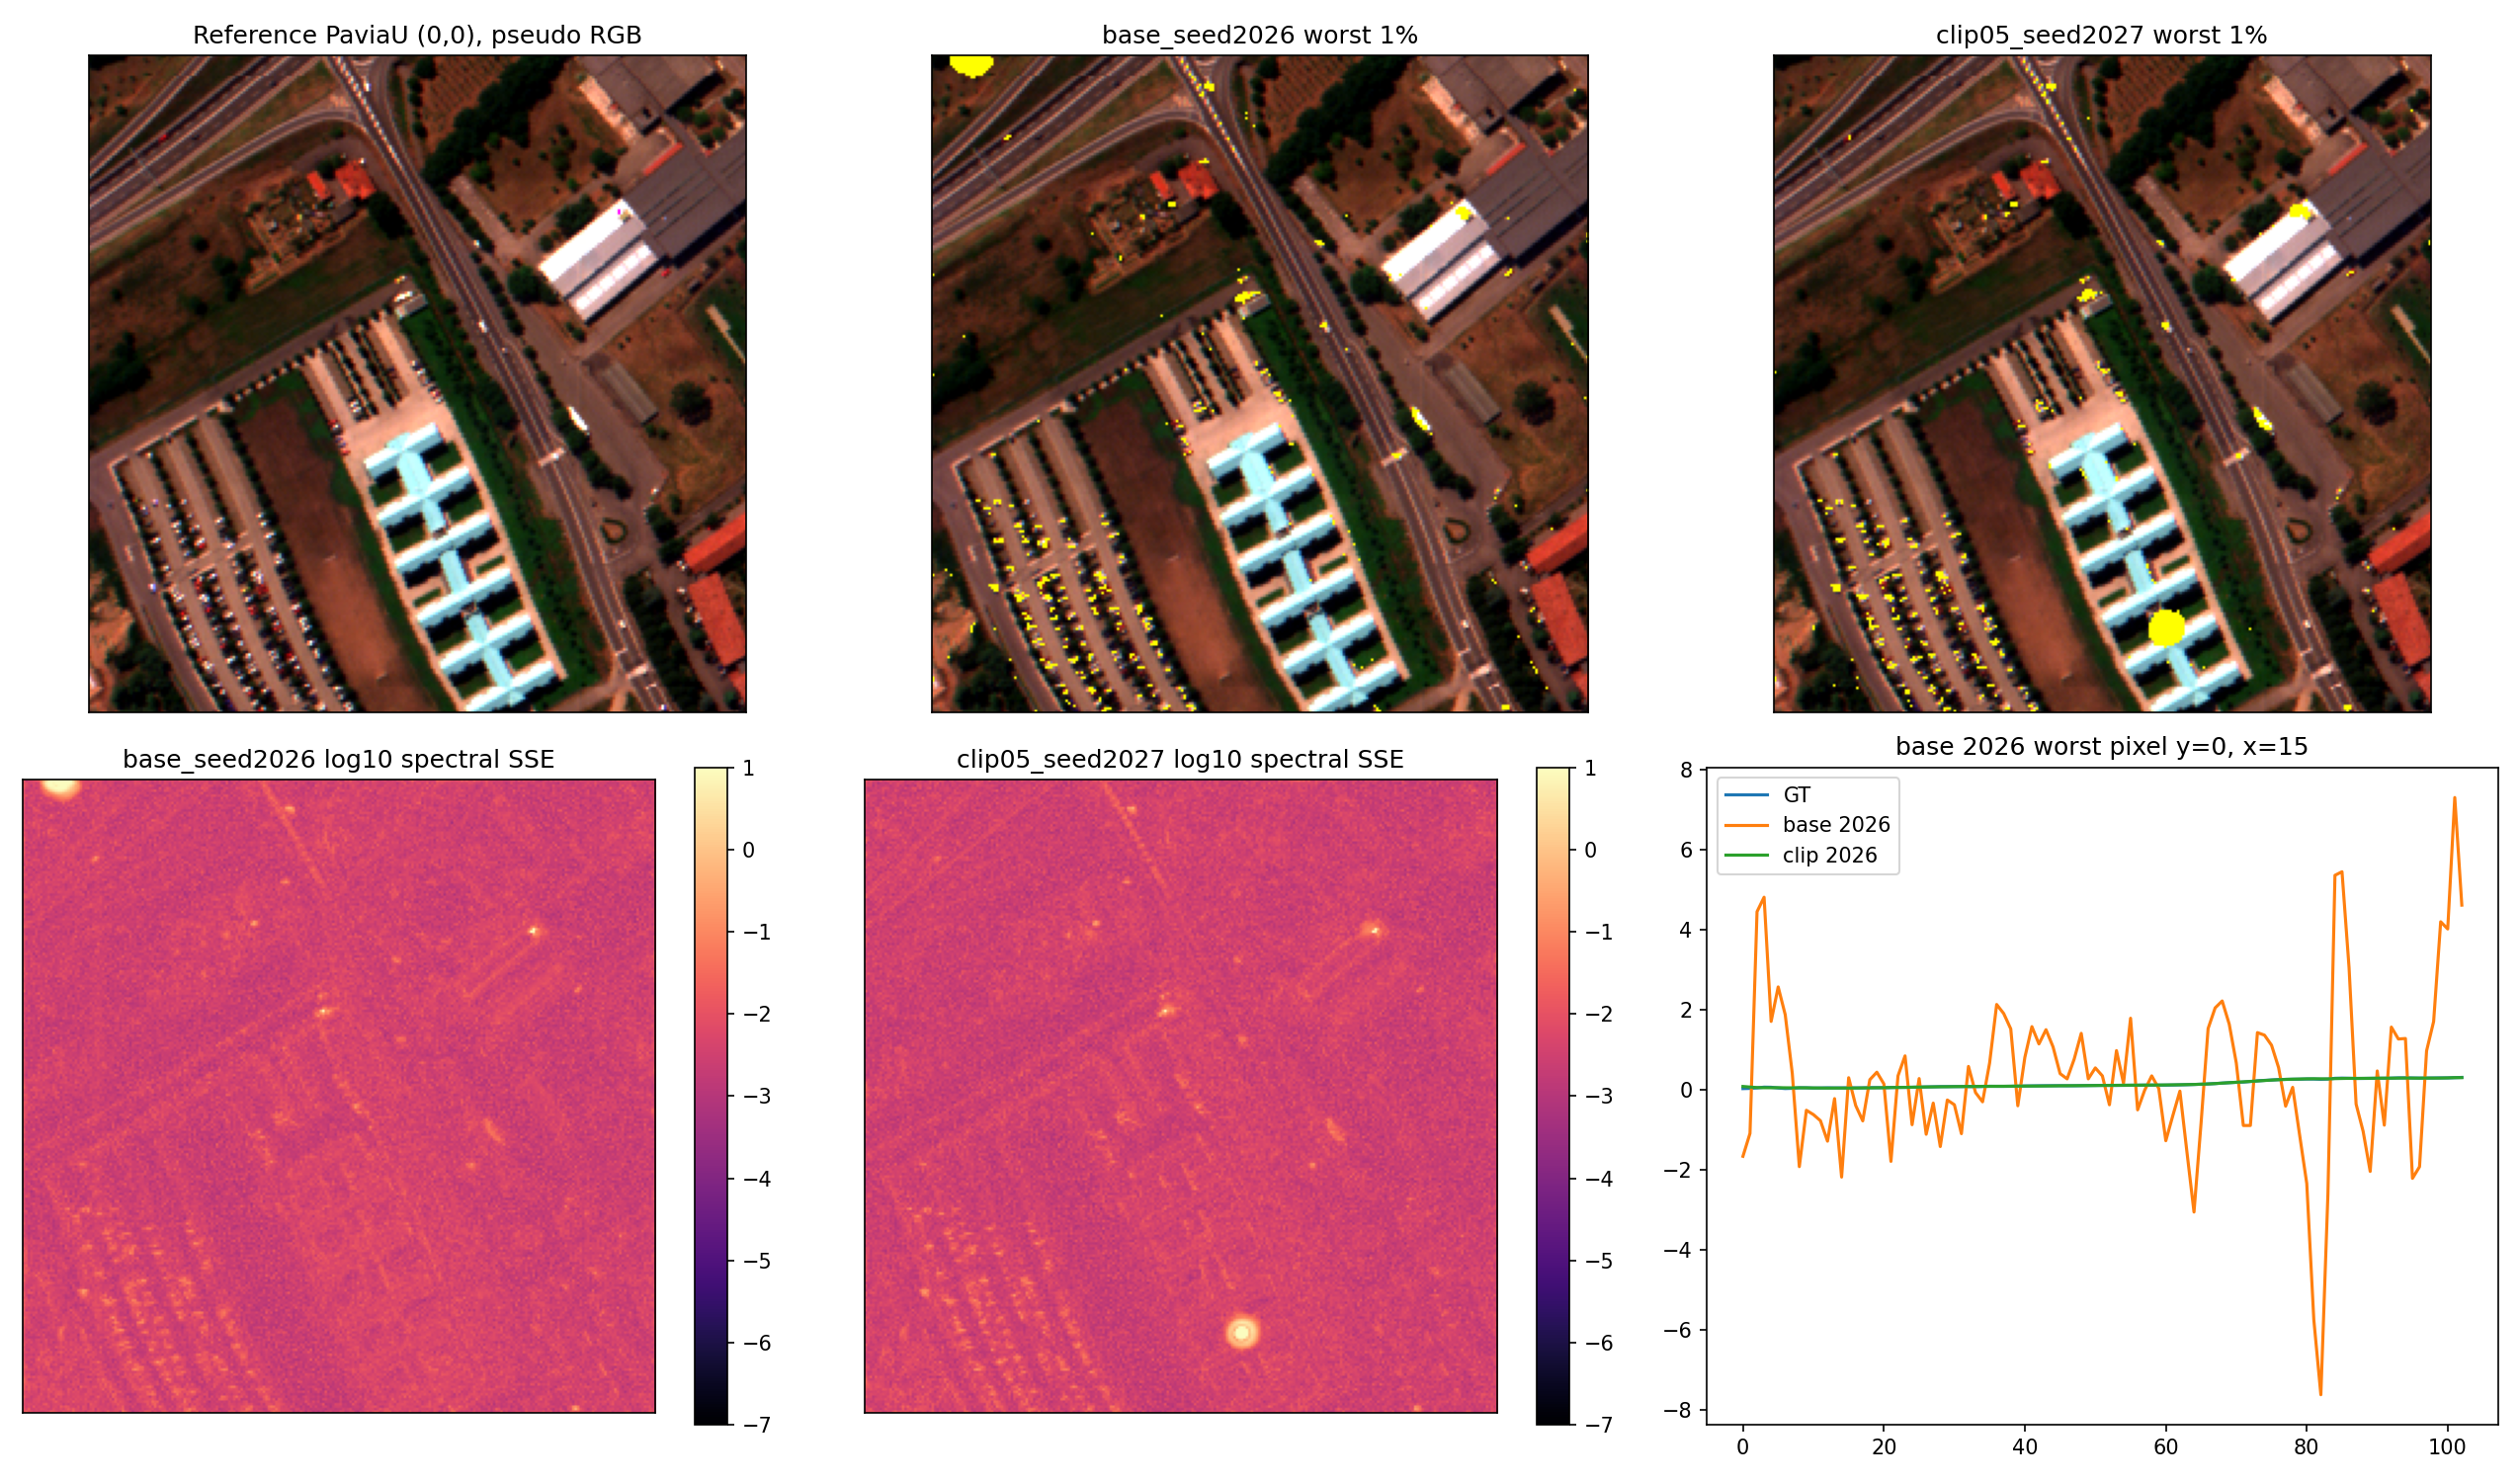 Reference PaviaU (0,0), pseudo RGB
base_seed2026 worst 1%
clip05_seed2027 worst 1%
base_seed2026 log10 spectral SSE
1
0
−1
−2
−3
−4
−5
−6
−7
clip05_seed2027 log10 spectral SSE
1
0
−1
−2
−3
−4
−5
−6
−7
base 2026 worst pixel y=0, x=15
GT
base 2026
clip 2026
8
6
4
2
0
−2
−4
−6
−8
0 20 40 60 80 100